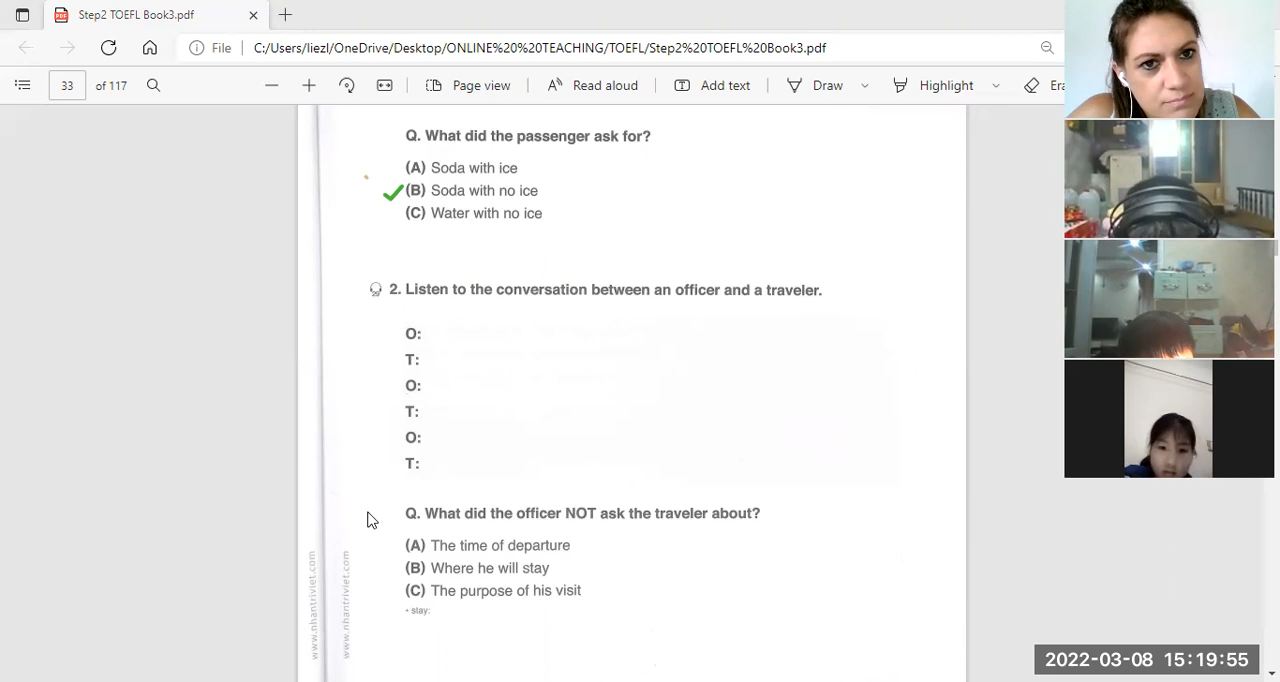 Step2 TOEFL Book3.pdf
File C:/Users/liezl/OneDrive/Desktop/ONLINE%20%20TEACHING/TOEFL/Step2%20TOEFL%20Book3.pdf
33 of 117 Page view Read aloud Add text Draw Highlight Era
Q. What did the passenger ask for?
(A) Soda with ice
(B) Soda with no ice
(C) Water with no ice
2. Listen to the conversation between an officer and a traveler.
O:
T:
O:
T:
O:
T:
Q. What did the officer NOT ask the traveler about?
(A) The time of departure
(B) Where he will stay
(C) The purpose of his visit
• stay:
www.nhantriviet.com
www.nhantriviet.com
2022-03-08 15:19:55